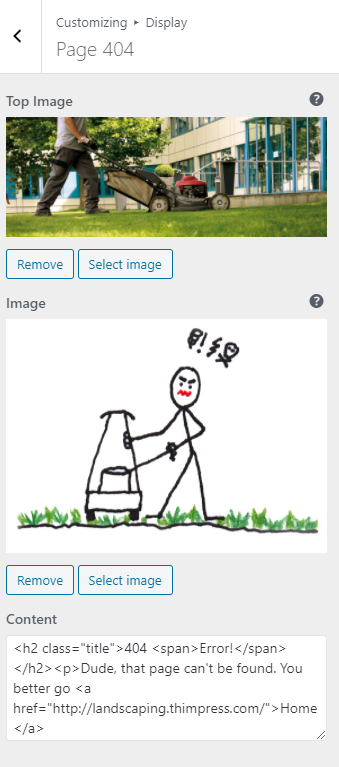 Customizing ▸ Display
Page 404
Top Image
Remove
Select image
Image
!
Remove
Select image
Content
<h2 class="title">404 <span>Error!</span>
</h2><p>Dude, that page can't be found. You
better go <a
href="http://landscaping.thimpress.com/">Home
</a>